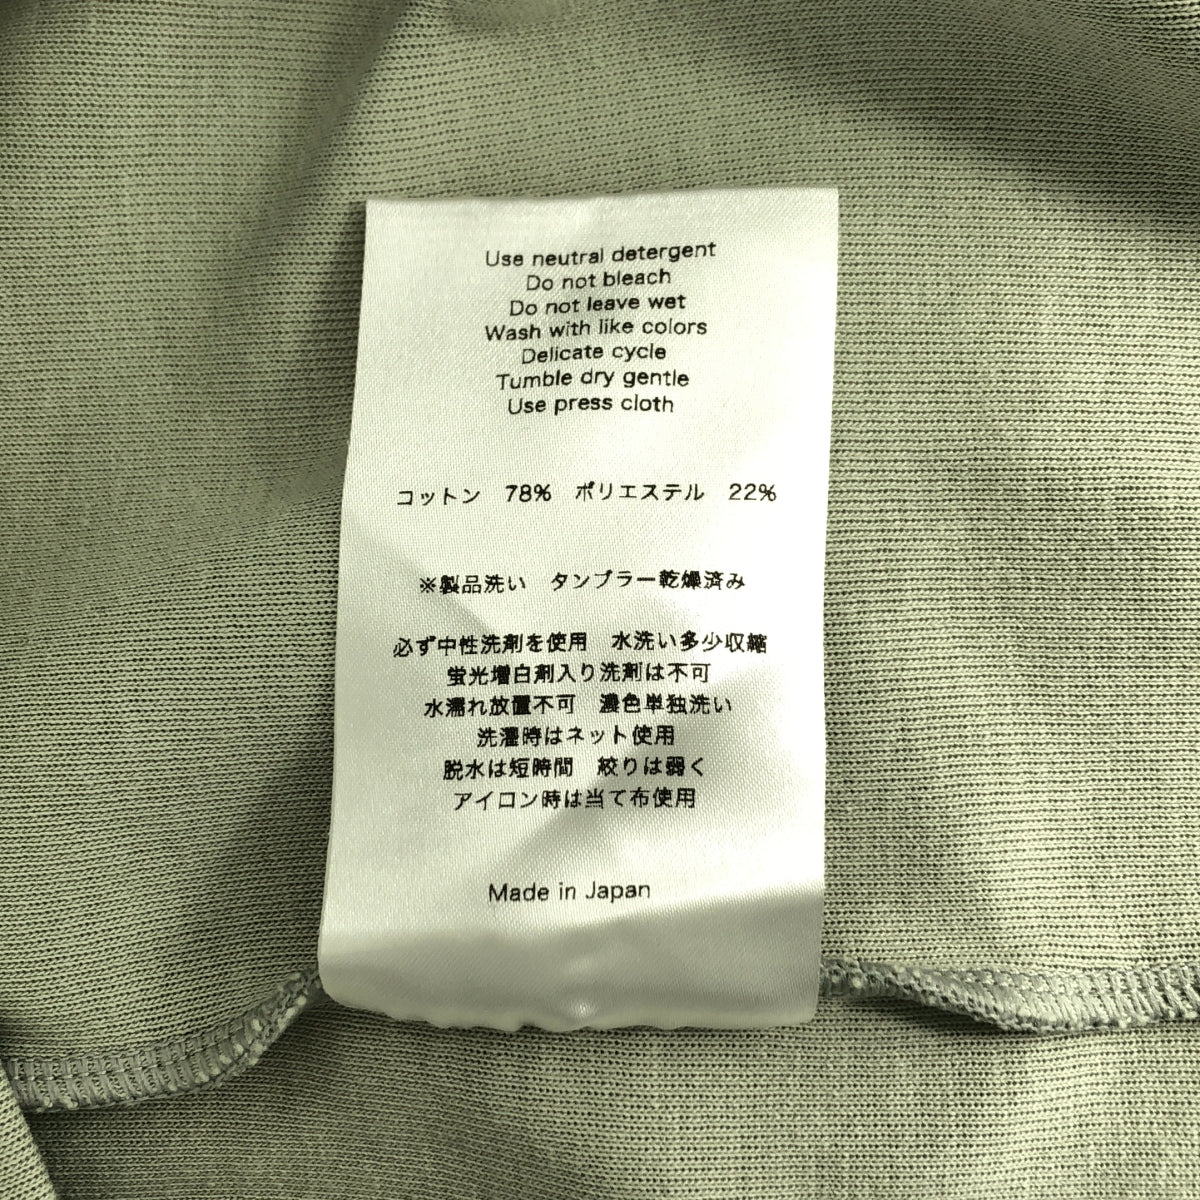 Use neutral detergent
Do not bleach
Do not leave wet
Wash with like colors
Delicate cycle
Tumble dry gentle
Use press cloth
コットン 78% ポリエステル 22%
※製品洗い タンブラー乾燥済み
必ず中性洗剤を使用 水洗い多少収縮
蛍光増白剤入り洗剤は不可
水濡れ放置不可 濃色単独洗い
洗濯時はネット使用
脱水は短時間 絞りは弱く
アイロン時は当て布使用
Made in Japan